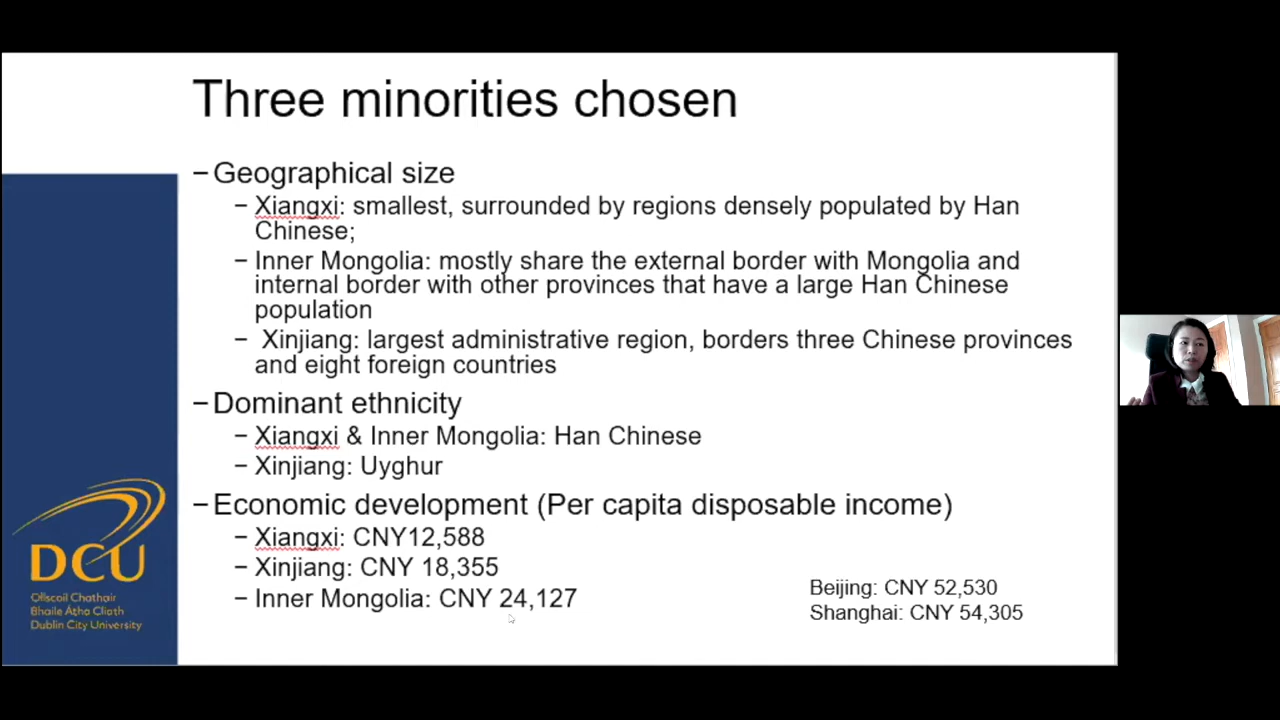 Three minorities chosen
– Geographical size
– Xiangxi: smallest, surrounded by regions densely populated by Han
Chinese;
– Inner Mongolia: mostly share the external border with Mongolia and
internal border with other provinces that have a large Han Chinese
population
– Xinjiang: largest administrative region, borders three Chinese provinces
and eight foreign countries
– Dominant ethnicity
– Xiangxi & Inner Mongolia: Han Chinese
– Xinjiang: Uyghur
– Economic development (Per capita disposable income)
– Xiangxi: CNY12,588
– Xinjiang: CNY 18,355
– Inner Mongolia: CNY 24,127
Beijing: CNY 52,530
Shanghai: CNY 54,305
DCU
Ollscoil Chathair
Bhaile Átha Cliath
Dublin City University